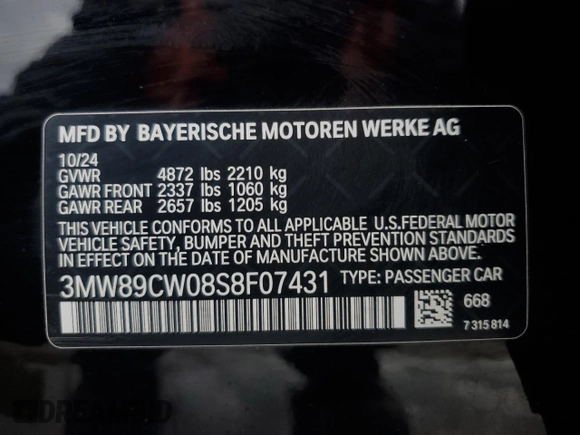 MFD BY BAYERISCHE MOTOREN WERKE AG
10/24
GVWR 4872 lbs 2210 kg
GAWR FRONT 2337 lbs 1060 kg
GAWR REAR 2657 lbs 1205 kg
THIS VEHICLE CONFORMS TO ALL APPLICABLE U.S.FEDERAL MOTOR
VEHICLE SAFETY, BUMPER AND THEFT PREVENTION STANDARDS
IN EFFECT ON THE DATE OF MANUFACTURE SHOWN ABOVE.
3MW89CW08S8F07431 TYPE: PASSENGER CAR
668
7 315 814